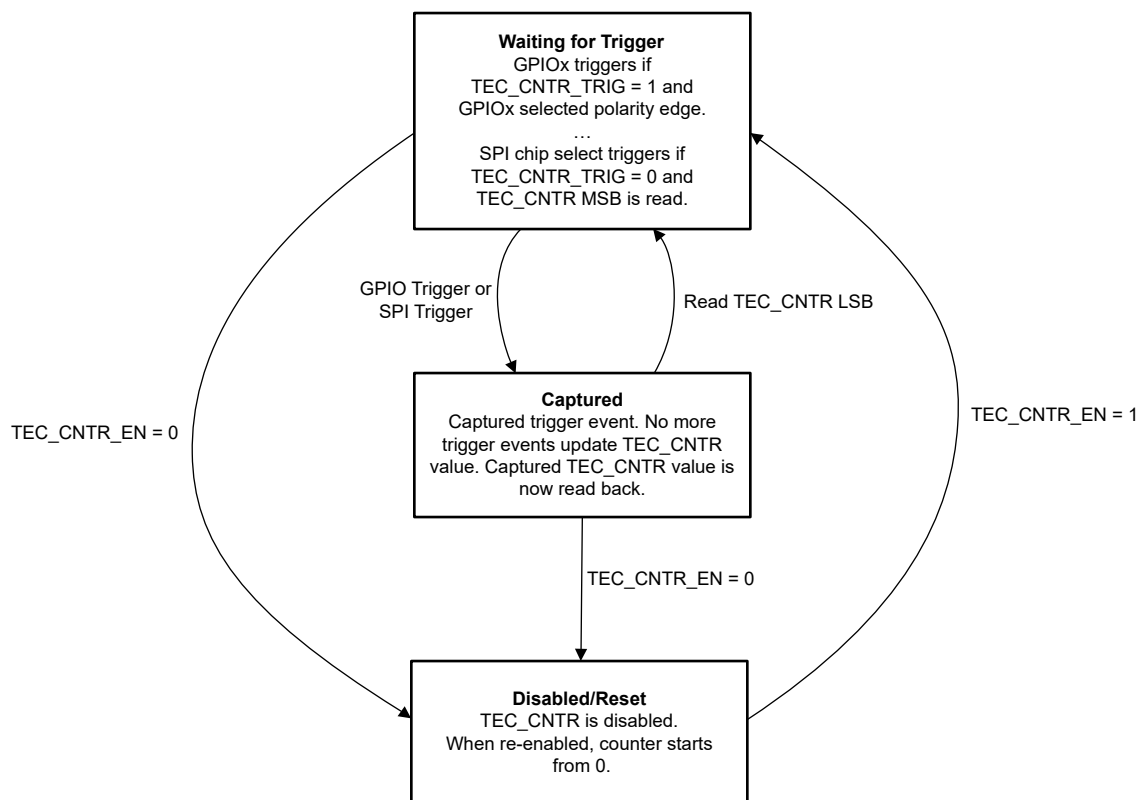 Waiting for Trigger
GPIOx triggers if
TEC_CNTR_TRIG = 1 and
GPIOx selected polarity edge.
…
SPI chip select triggers if
TEC_CNTR_TRIG = 0 and
TEC_CNTR MSB is read.
GPIO Trigger or
SPI Trigger
Read TEC_CNTR LSB
Captured
Captured trigger event. No more
trigger events update TEC_CNTR
value. Captured TEC_CNTR value is
now read back.
TEC_CNTR_EN = 0
TEC_CNTR_EN = 1
TEC_CNTR_EN = 0
Disabled/Reset
TEC_CNTR is disabled.
When re-enabled, counter starts
from 0.